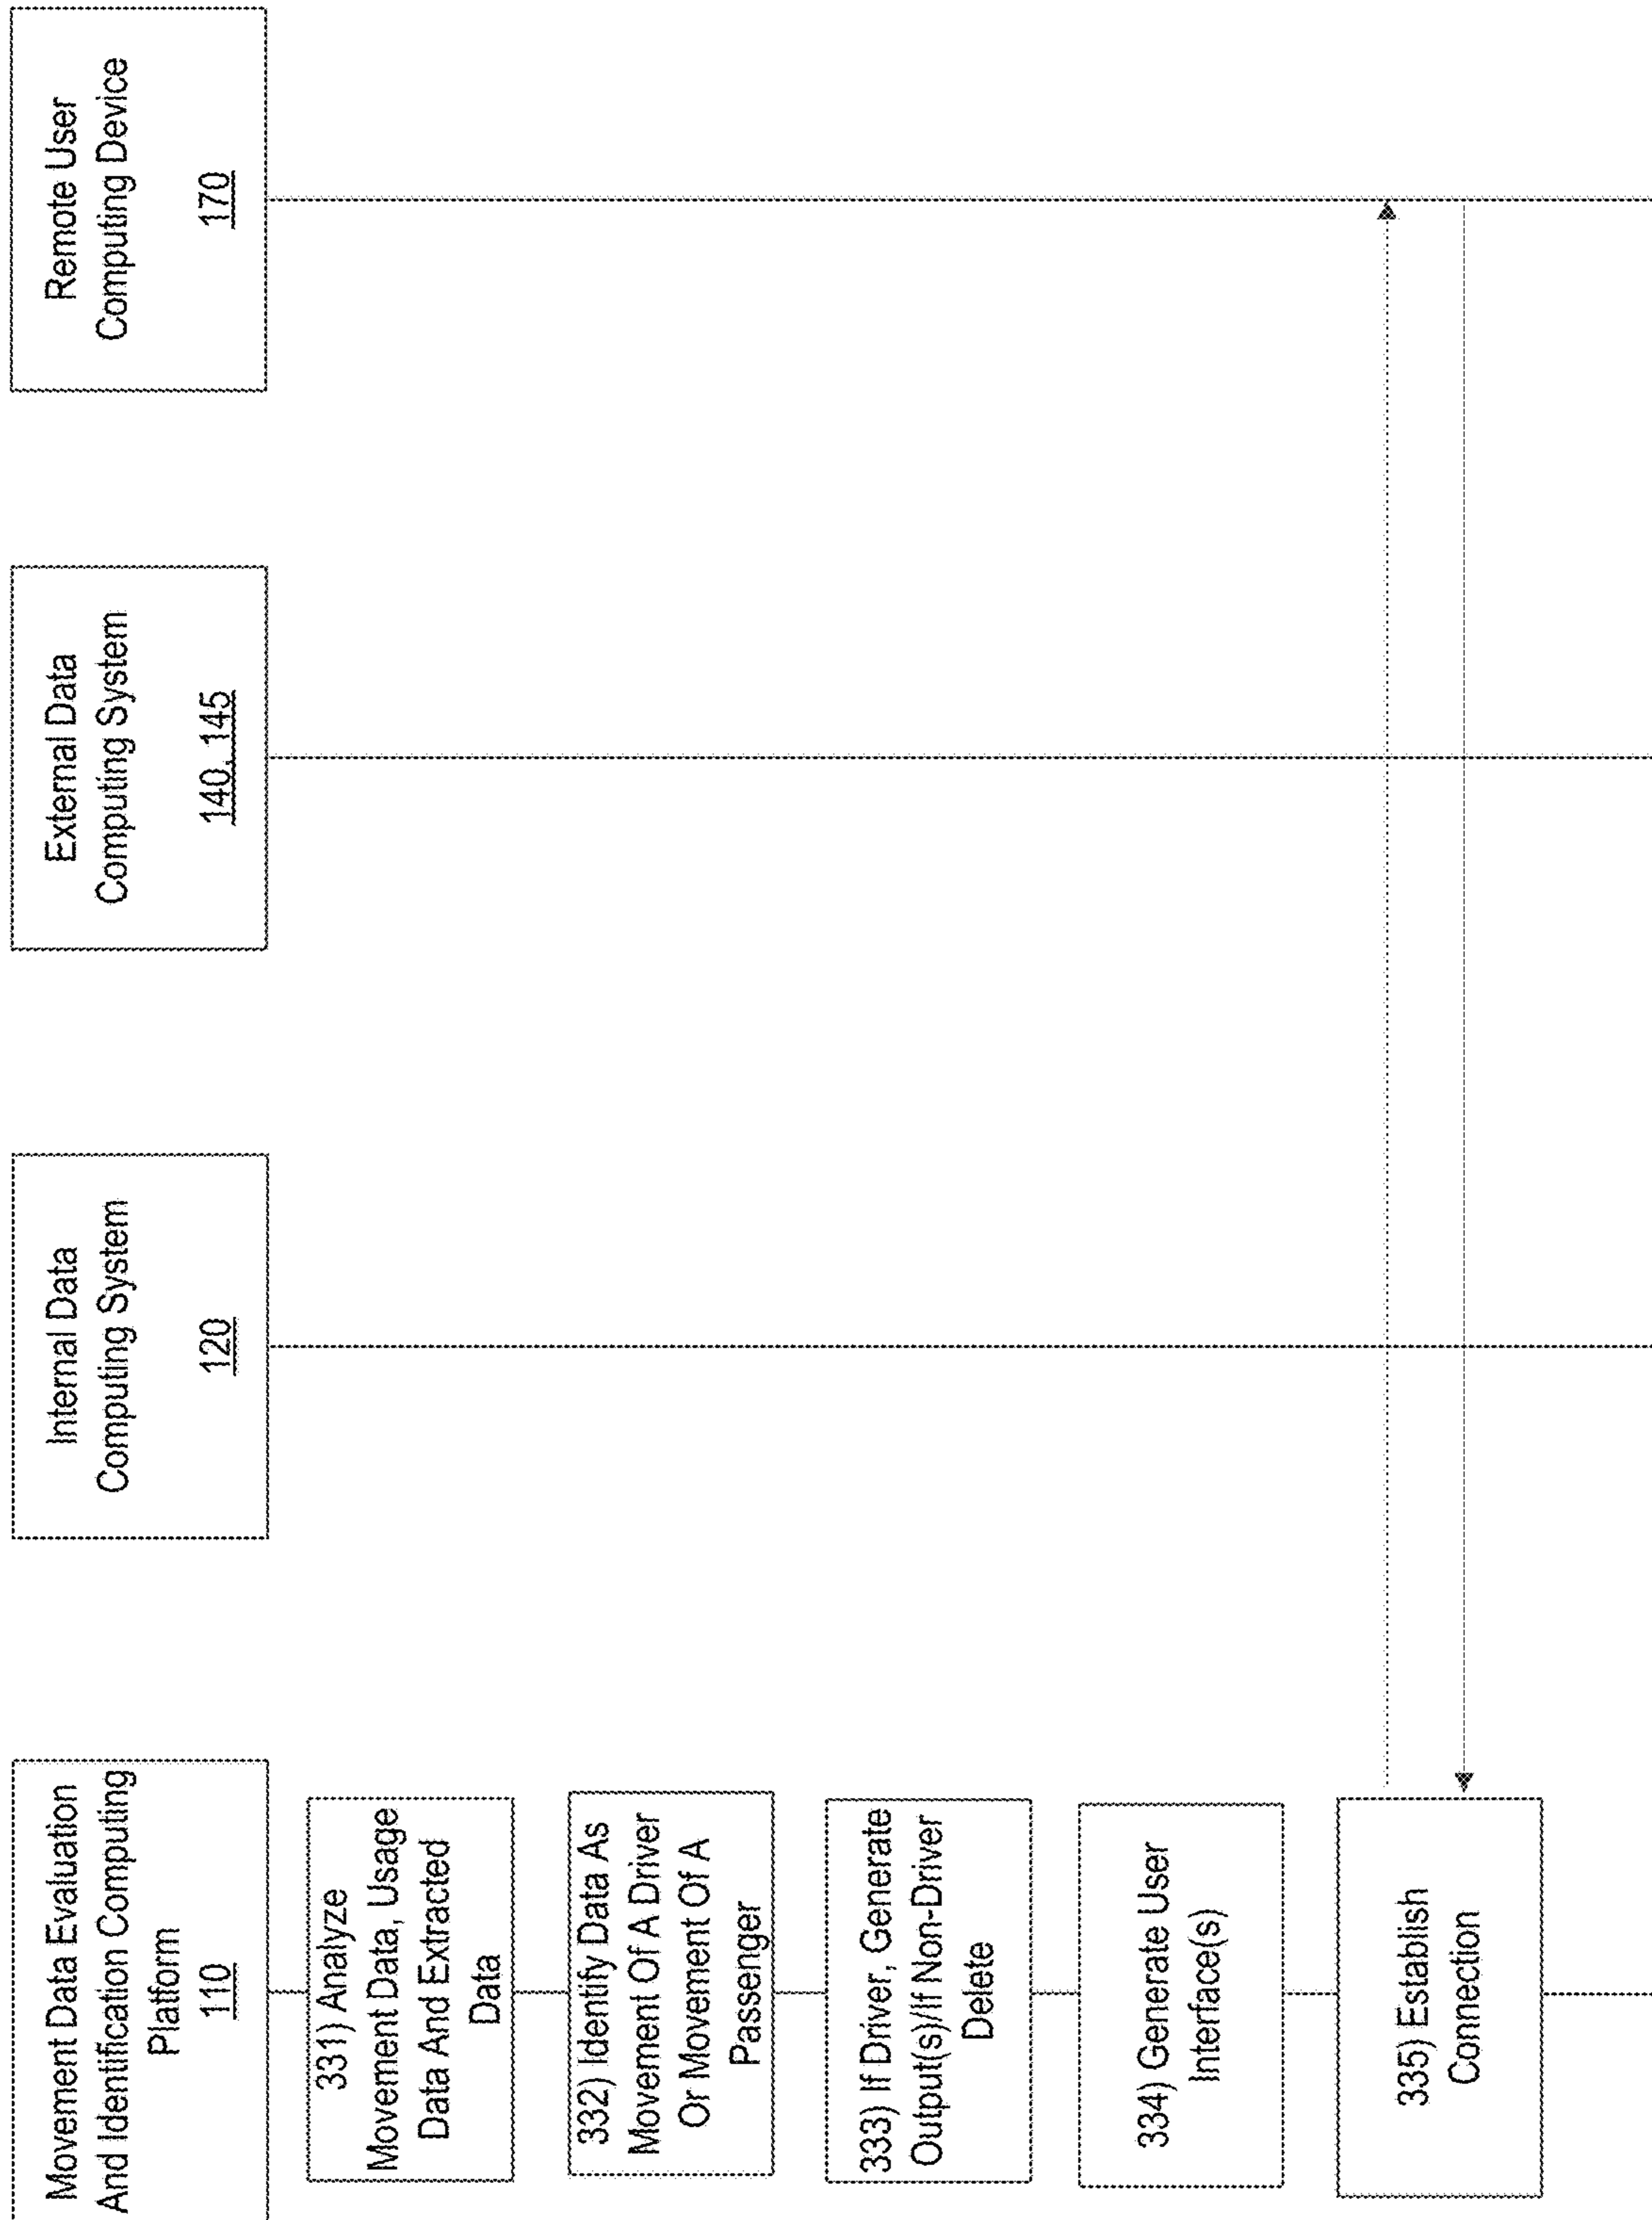 Movement Data Evaluation
And Identification Computing
Platform
110
Internal Data
Computing System
120
External Data
Computing System
140, 145
Remote User
Computing Device
170
331) Analyze
Movement Data, Usage
Data And Extracted
Data
332) Identify Data As
Movement Of A Driver
Or Movement Of A
Passenger
333) If Driver, Generate
Output(s)/If Non-Driver
Delete
334) Generate User
Interface(s)
335) Establish
Connection